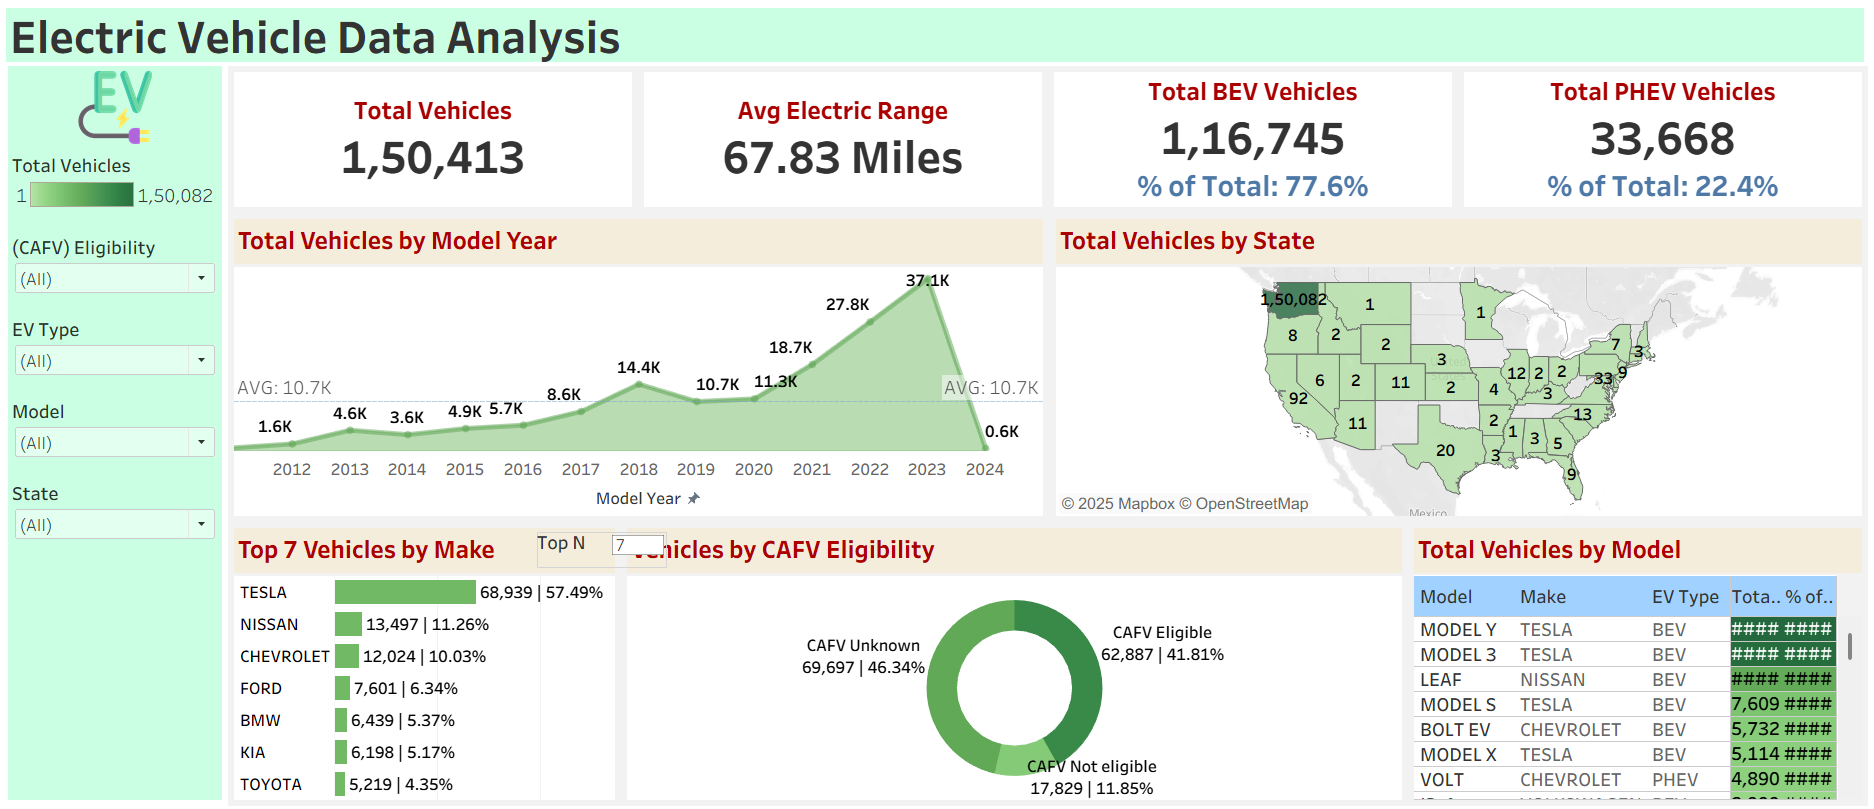 Electric Vehicle Data Analysis
EV
Total Vehicles
1 1,50,082
(CAFV) Eligibility
(All)
EV Type
(All)
Model
(All)
State
(All)
Total Vehicles
1,50,413
Avg Electric Range
67.83 Miles
Total BEV Vehicles
1,16,745
% of Total: 77.6%
Total PHEV Vehicles
33,668
% of Total: 22.4%
Total Vehicles by Model Year
37.1K
27.8K
18.7K
14.4K
10.7K 11.3K
AVG: 10.7K AVG: 10.7K
8.6K
4.9K 5.7K
4.6K 3.6K
1.6K
0.6K
2012 2013 2014 2015 2016 2017 2018 2019 2020 2021 2022 2023 2024
Model Year
Total Vehicles by State
1,50,082 1 1
8 2 2 7 3
3
6 2 11 2 4 12 2 2 33 9
92 3
11 2 13
20 3 1 3 5
9
© 2025 Mapbox © OpenStreetMap
Mexico
Top 7 Vehicles by Make
Top N 7
TESLA 68,939 | 57.49%
NISSAN 13,497 | 11.26%
CHEVROLET 12,024 | 10.03%
FORD 7,601 | 6.34%
BMW 6,439 | 5.37%
KIA 6,198 | 5.17%
TOYOTA 5,219 | 4.35%
Vehicles by CAFV Eligibility
CAFV Unknown
69,697 | 46.34%
CAFV Eligible
62,887 | 41.81%
CAFV Not eligible
17,829 | 11.85%
Total Vehicles by Model
Model Make EV Type Tota.. % of..
MODEL Y TESLA BEV #### ####
MODEL 3 TESLA BEV #### ####
LEAF NISSAN BEV #### ####
MODEL S TESLA BEV 7,609 ####
BOLT EV CHEVROLET BEV 5,732 ####
MODEL X TESLA BEV 5,114 ####
VOLT CHEVROLET PHEV 4,890 ####